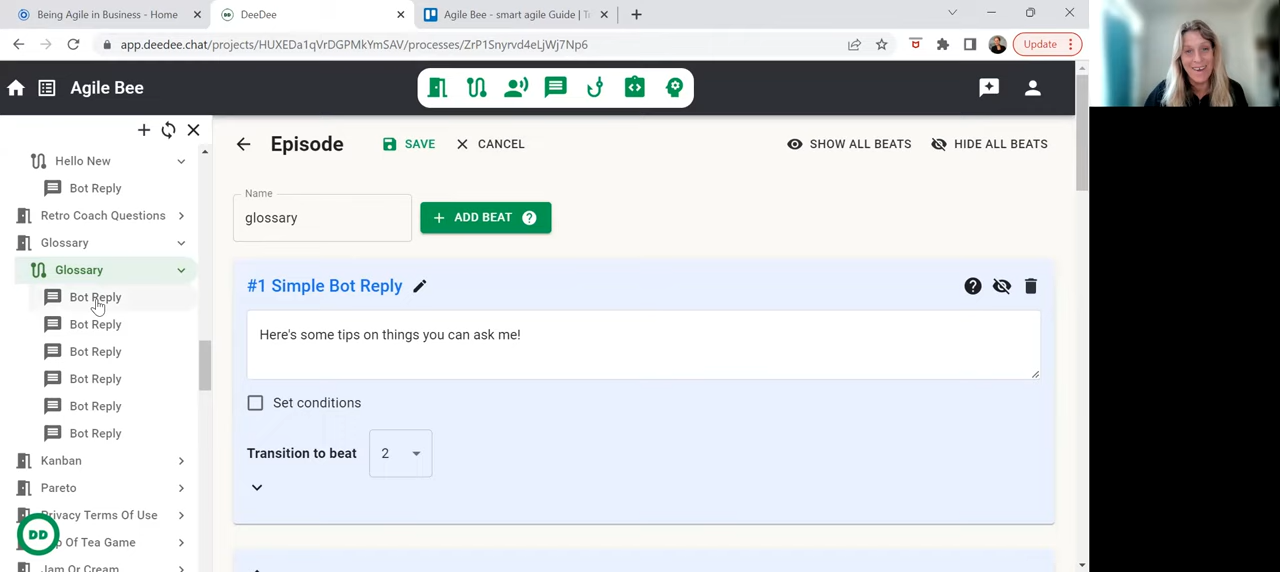 Being Agile in Business - Home
DeeDee
Agile Bee - smart agile Guide | T
app.deedee.chat/projects/HUXEDa1qVrDGPMkYmSAV/processes/ZrP1Snyrvd4eLjWj7Np6
Update
Agile Bee
Hello New
Bot Reply
Retro Coach Questions
Glossary
Glossary
Bot Reply
Bot Reply
Bot Reply
Bot Reply
Bot Reply
Bot Reply
Kanban
Pareto
Privacy Terms Of Use
Of Tea Game
Jam Or Cream
DD
Episode
SAVE
CANCEL
SHOW ALL BEATS
HIDE ALL BEATS
Name
glossary
+ ADD BEAT ?
#1 Simple Bot Reply
Here's some tips on things you can ask me!
Set conditions
Transition to beat 2